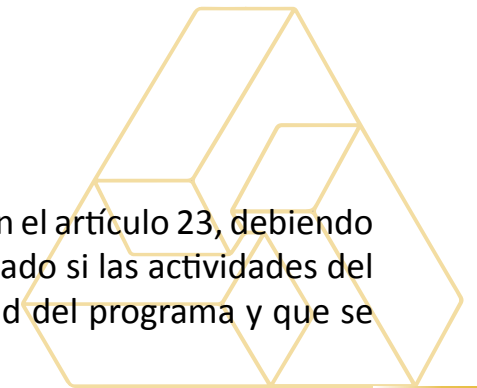 n el artículo 23, debiendo
ado si las actividades del
d del programa y que se